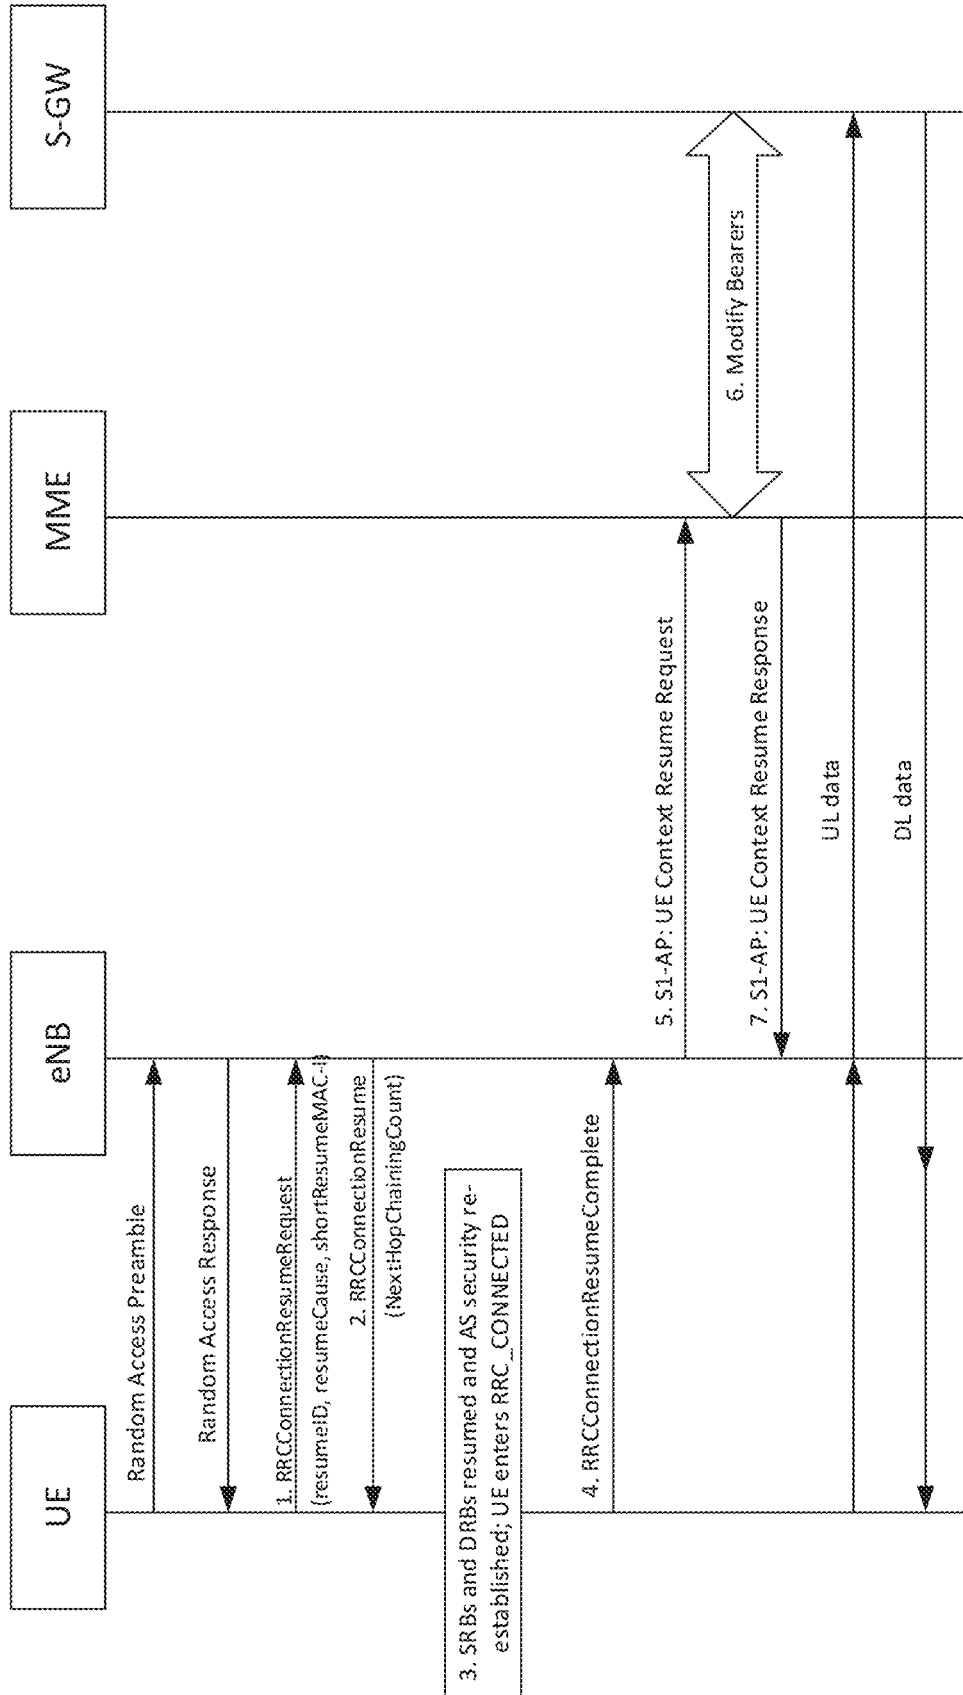 UE
eNB
MME
S-GW
Random Access Preamble
Random Access Response
1. RRCConnectionResumeRequest
(resumeID, resumeCause, shortResumeMAC-I)
2. RRCConnectionResume
(NextHopChainingCount)
3. SRBs and DRBs resumed and AS security re-
established; UE enters RRC_CONNECTED
4. RRCConnectionResumeComplete
5. S1-AP: UE Context Resume Request
6. Modify Bearers
7. S1-AP: UE Context Resume Response
UL data
DL data